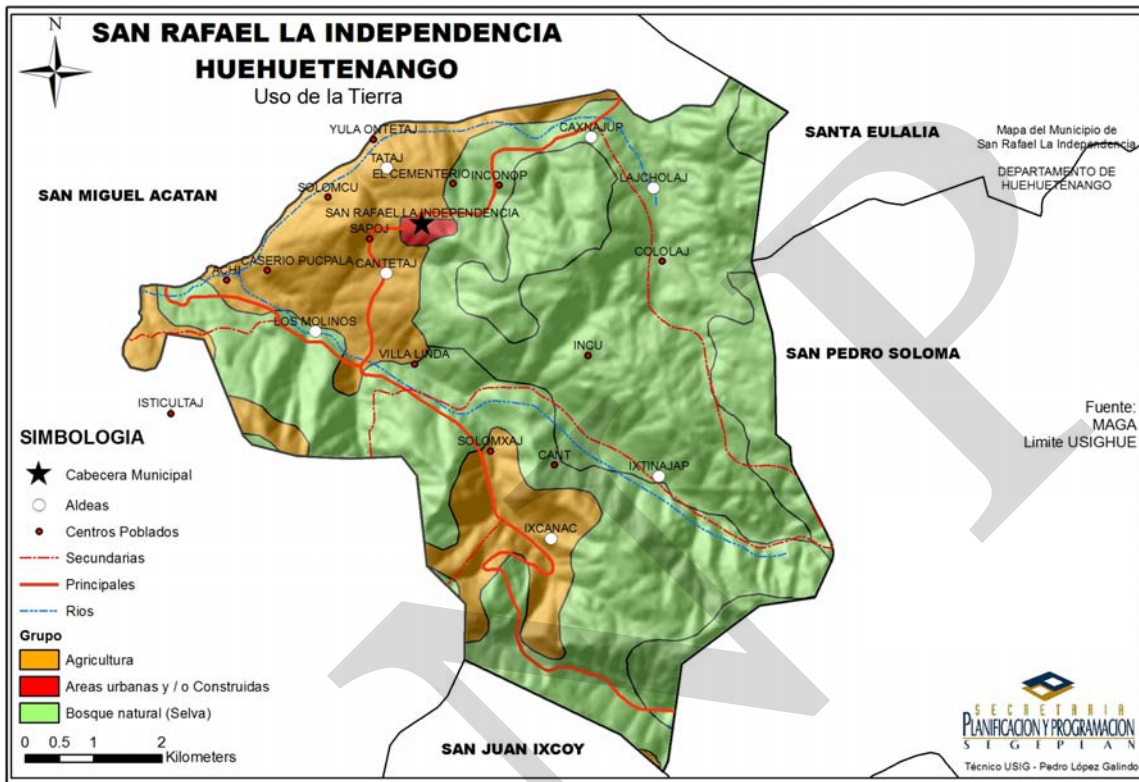 N
SAN RAFAEL LA INDEPENDENCIA
HUEHUETENANGO
Uso de la Tierra
SANTA EULALIA
Mapa del Municipio de
San Rafael La Independencia
DEPARTAMENTO DE
HUEHUETENANGO
SAN MIGUEL ACATAN
YULA ONTETAJ
CAXNAJUP
TATAJ
EL CEMENTERIO
INCONOP
LAJCHOLAJ
SOLOMCU
SAN RAFAEL LA INDEPENDENCIA
SAPOJ
COLOLAJ
CASERIO PUCPALA
ACHI
CANTETAJ
LOS MOLINOS
VILLA LINDA
INCU
SAN PEDRO SOLOMA
ISTICULTAJ
Fuente:
MAGA
Limite USIGHUE
SOLOMXAJ
CANT
IXTINAJAP
IXCANAC
SIMBOLOGIA
Cabecera Municipal
Aldeas
Centros Poblados
Secundarias
Principales
Rios
Grupo
Agricultura
Areas urbanas y / o Construidas
Bosque natural (Selva)
0 0.5 1 2
Kilometers
SAN JUAN IXCOY
SECRETARIA
PLANIFICACION Y PROGRAMACION
SEGEPLAN
Técnico USIG - Pedro López Galindo